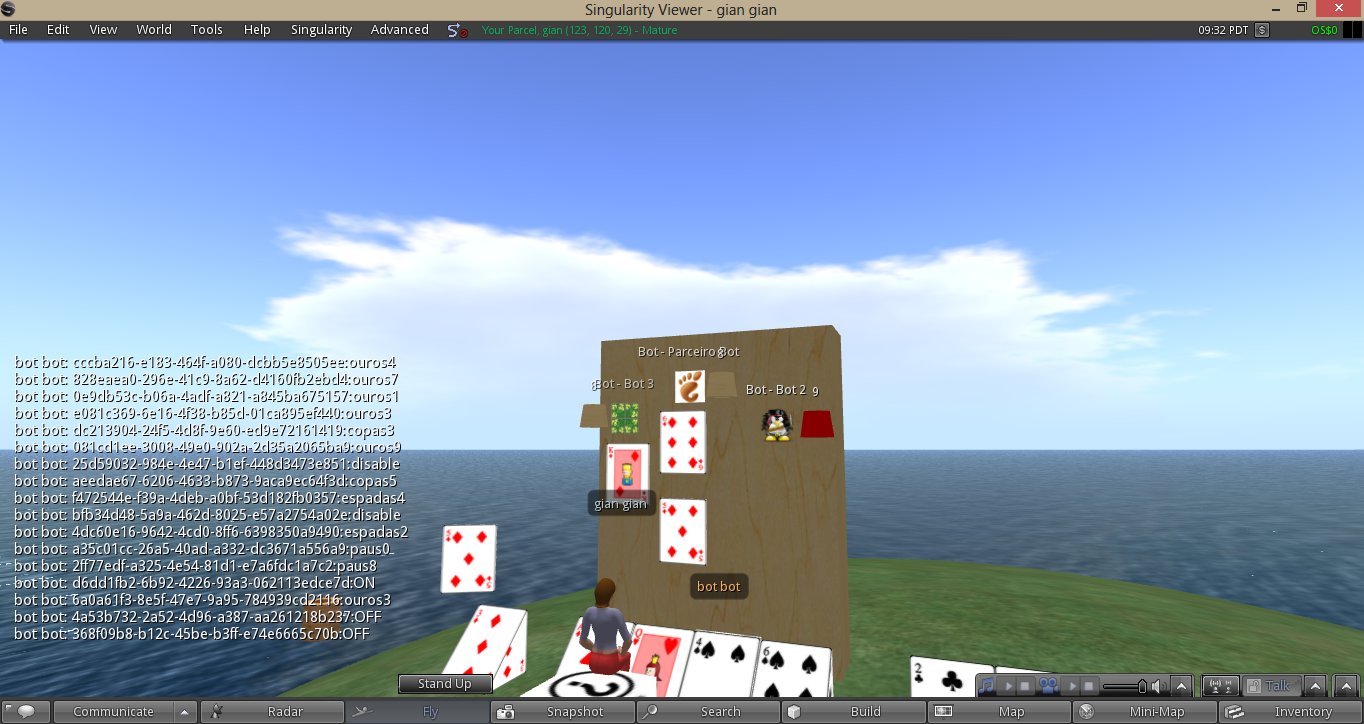 Singularity Viewer - gian gian
File Edit View World Tools Help Singularity Advanced Your Parcel, gian (123, 120, 29) - Mature 09:32 PDT $ OS$0
Bot - Parceiro Bot
Bot - Bot 3
Bot - Bot 2 9
bot bot: cccba216-e183-464f-a080-dcbb5e8505ee:ouros4
bot bot: 828eaea0-296e-41c9-8a62-d4160fb2ebd4:ouros7
bot bot: 0e9db53c-b06a-4adf-a821-a845ba675157:ouros1
bot bot: e081c369-6e16-4f38-b85d-01ca895ef440:ouros3
bot bot: dc213904-24f5-4d8f-9e60-ed9e72161419:copas3
bot bot: 081cd1ee-3008-49e0-902a-2d35a2065ba9:ouros9
bot bot: 25d59032-984e-4e47-b1ef-448d3473e851:disable
bot bot: aeedae67-6206-4633-b873-9aca9ec64f3d:copas5
bot bot: f472544e-f39a-4deb-a0bf-53d182fb0357:espadas4
bot bot: bfb34d48-5a9a-462d-8025-e57a2754a02e:disable
bot bot: 4dc60e16-9642-4cd0-8ff6-6398350a9490:espadas2
bot bot: a35c01cc-26a5-40ad-a332-dc3671a556a9:paus0
bot bot: 2ff77edf-a325-4e54-81d1-e7a6fdc1a7c2:paus8
bot bot: d6dd1fb2-6b92-4226-93a3-062113edce7d:ON
bot bot: 6a0a61f3-8e5f-47e7-9a95-784939cd2116:ouros3
bot bot: 4a53b732-2a52-4d96-a387-aa261218b237:OFF
bot bot: 368f09b8-b12c-45be-b3ff-e74e6665c70b:OFF
gian gian
bot bot
K
6
5
5
Q
4
6
2
Stand Up
Talk
Communicate Radar Fly Snapshot Search Build Map Mini-Map Inventory